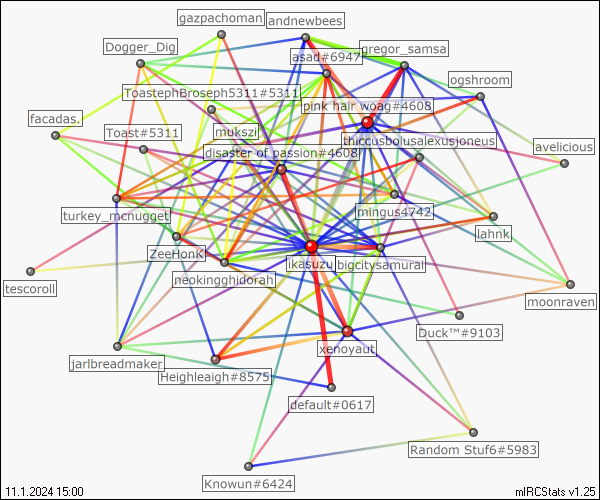 gazpachoman
andnewbees
Dogger_Dig
asad#6947
gregor_samsa
ogshroom
ToastephBroseph5311#5311
pink hair woag#4608
facadas.
Toast#5311
mukszi
thiccusbolusalexusjoneus
avelicious
disaster of passion#4608
turkey_mcnugget
mingus4742
lahnk
ZeeHonk
ikasuzu
bigcitysamurai
neokingghidorah
tescoroll
moonraven
Duck™#9103
xenoyaut
jarlbreadmaker
Heighleagh#8575
default#0617
Random Stuf6#5983
Knowun#6424
11.1.2024 15:00
mIRCStats v1.25